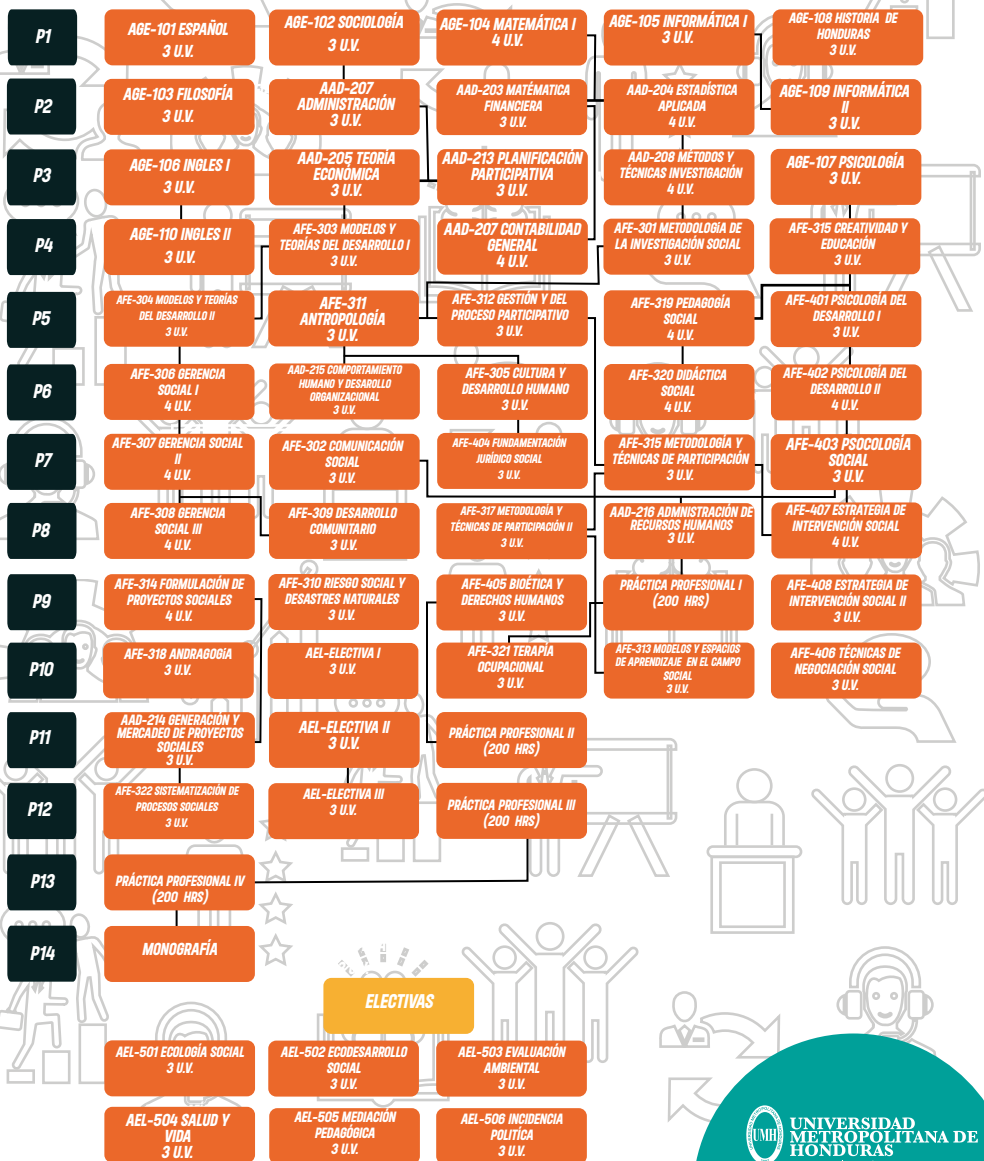 P1
AGE-101 ESPAÑOL
3 U.V.
AGE-102 SOCIOLOGÍA
3 U.V.
AGE-104 MATEMÁTICA I
4 U.V.
AGE-105 INFORMÁTICA I
3 U.V.
AGE-108 HISTORIA DE
HONDURAS
3 U.V.
P2
AGE-103 FILOSOFÍA
3 U.V.
AAD-207
ADMINISTRACIÓN
3 U.V.
AAD-203 MATÉMATICA
FINANCIERA
3 U.V.
AAD-204 ESTADÍSTICA
APLICADA
4 U.V.
AGE-109 INFORMÁTICA
II
3 U.V.
P3
AGE-106 INGLES I
3 U.V.
AAD-205 TEORÍA
ECONÓMICA
3 U.V.
AAD-213 PLANIFICACIÓN
PARTICIPATIVA
3 U.V.
AAD-208 MÉTODOS Y
TÉCNICAS INVESTIGACIÓN
4 U.V.
AGE-107 PSICOLOGÍA
3 U.V.
P4
AGE-110 INGLES II
3 U.V.
AFE-303 MODELOS Y
TEORÍAS DEL DESARROLLO I
3 U.V.
AAD-207 CONTABILIDAD
GENERAL
4 U.V.
AFE-301 METODOLOGÍA DE
LA INVESTIGACIÓN SOCIAL
3 U.V.
AFE-315 CREATIVIDAD Y
EDUCACIÓN
3 U.V.
P5
AFE-304 MODELOS Y TEORÍAS
DEL DESARROLLO II
3 U.V.
AFE-311
ANTROPOLOGÍA
3 U.V.
AFE-312 GESTIÓN Y DEL
PROCESO PARTICIPATIVO
3 U.V.
AFE-319 PEDAGOGÍA
SOCIAL
4 U.V.
AFE-401 PSICOLOGÍA DEL
DESARROLLO I
3 U.V.
P6
AFE-306 GERENCIA
SOCIAL I
4 U.V.
AAD-215 COMPORTAMIENTO
HUMANO Y DESAROLLO
ORGANIZACIONAL
3 U.V.
AFE-305 CULTURA Y
DESARROLLO HUMANO
3 U.V.
AFE-320 DIDÁCTICA
SOCIAL
4 U.V.
AFE-402 PSICOLOGÍA DEL
DESARROLLO II
4 U.V.
P7
AFE-307 GERENCIA SOCIAL
II
4 U.V.
AFE-302 COMUNICACIÓN
SOCIAL
3 U.V.
AFE-404 FUNDAMENTACIÓN
JURÍDICO SOCIAL
3 U.V.
AFE-315 METODOLOGÍA Y
TÉCNICAS DE PARTICIPACIÓN
3 U.V.
AFE-403 PSOCOLOGÍA
SOCIAL
3 U.V.
P8
AFE-308 GERENCIA
SOCIAL III
4 U.V.
AFE-309 DESARROLLO
COMUNITARIO
3 U.V.
AFE-317 METODOLOGÍA Y
TÉCNICAS DE PARTICIPACIÓN II
3 U.V.
AAD-216 ADMNISTRACIÓN DE
RECURSOS HUMANOS
3 U.V.
AFE-407 ESTRATEGIA DE
INTERVENCIÓN SOCIAL
4 U.V.
P9
AFE-314 FORMULACIÓN DE
PROYECTOS SOCIALES
4 U.V.
AFE-310 RIESGO SOCIAL Y
DESASTRES NATURALES
3 U.V.
AFE-405 BIOÉTICA Y
DERECHOS HUMANOS
3 U.V.
PRÁCTICA PROFESIONAL I
(200 HRS)
AFE-408 ESTRATEGIA DE
INTERVENCIÓN SOCIAL II
3 U.V.
P10
AFE-318 ANDRAGOGÍA
3 U.V.
AEL-ELECTIVA I
3 U.V.
AFE-321 TERAPÍA
OCUPACIONAL
3 U.V.
AFE-313 MODELOS Y ESPACIOS
DE APRENDIZAJE EN EL CAMPO
SOCIAL
3 U.V.
AFE-406 TÉCNICAS DE
NEGOCIACIÓN SOCIAL
3 U.V.
P11
AAD-214 GENERACIÓN Y
MERCADEO DE PROYECTOS
SOCIALES
3 U.V.
AEL-ELECTIVA II
3 U.V.
PRÁCTICA PROFESIONAL II
(200 HRS)
P12
AFE-322 SISTEMATIZACIÓN DE
PROCESOS SOCIALES
3 U.V.
AEL-ELECTIVA III
3 U.V.
PRÁCTICA PROFESIONAL III
(200 HRS)
P13
PRÁCTICA PROFESIONAL IV
(200 HRS)
P14
MONOGRAFÍA
ELECTIVAS
AEL-501 ECOLOGÍA SOCIAL
3 U.V.
AEL-502 ECODESARROLLO
SOCIAL
3 U.V.
AEL-503 EVALUACIÓN
AMBIENTAL
3 U.V.
AEL-504 SALUD Y
VIDA
3 U.V.
AEL-505 MEDIACIÓN
PEDAGÓGICA
3 U.V.
AEL-506 INCIDENCIA
POLITÍCA
3 U.V.
UMH
UNIVERSIDAD
METROPOLITANA DE
HONDURAS